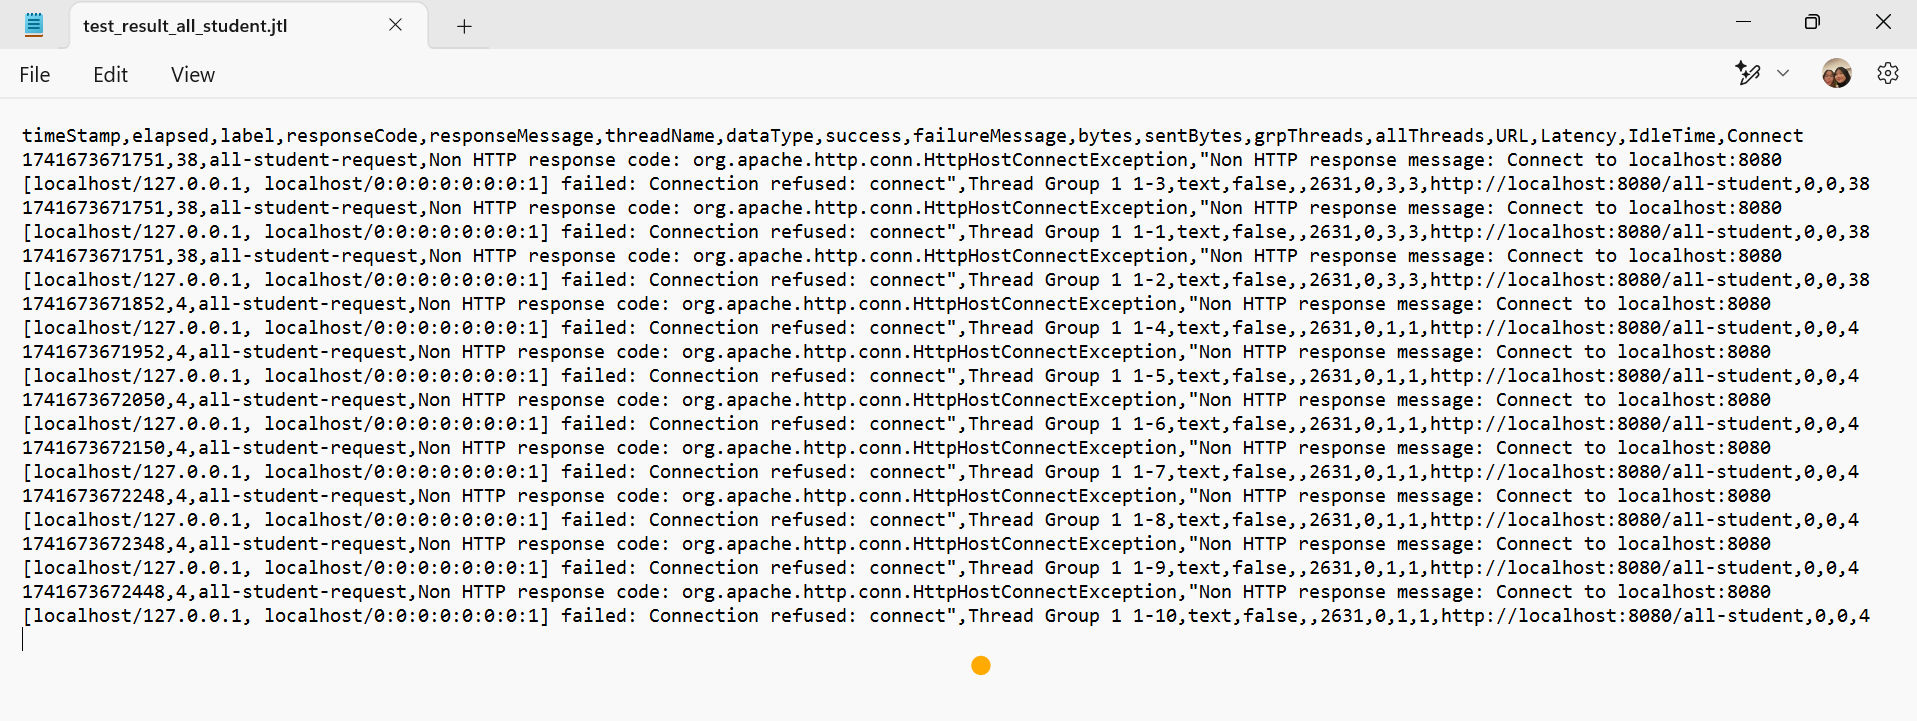 test_result_all_student.jtl
File Edit View
timeStamp,elapsed,label,responseCode,responseMessage,threadName,dataType,success,failureMessage,bytes,sentBytes,grpThreads,allThreads,URL,Latency,IdleTime,Connect
1741673671751,38,all-student-request,Non HTTP response code: org.apache.http.conn.HttpHostConnectException,"Non HTTP response message: Connect to localhost:8080
[localhost/127.0.0.1, localhost/0:0:0:0:0:0:0:1] failed: Connection refused: connect",Thread Group 1 1-3,text,false,,2631,0,3,3,http://localhost:8080/all-student,0,0,38
1741673671751,38,all-student-request,Non HTTP response code: org.apache.http.conn.HttpHostConnectException,"Non HTTP response message: Connect to localhost:8080
[localhost/127.0.0.1, localhost/0:0:0:0:0:0:0:1] failed: Connection refused: connect",Thread Group 1 1-1,text,false,,2631,0,3,3,http://localhost:8080/all-student,0,0,38
1741673671751,38,all-student-request,Non HTTP response code: org.apache.http.conn.HttpHostConnectException,"Non HTTP response message: Connect to localhost:8080
[localhost/127.0.0.1, localhost/0:0:0:0:0:0:0:1] failed: Connection refused: connect",Thread Group 1 1-2,text,false,,2631,0,3,3,http://localhost:8080/all-student,0,0,38
1741673671852,4,all-student-request,Non HTTP response code: org.apache.http.conn.HttpHostConnectException,"Non HTTP response message: Connect to localhost:8080
[localhost/127.0.0.1, localhost/0:0:0:0:0:0:0:1] failed: Connection refused: connect",Thread Group 1 1-4,text,false,,2631,0,1,1,http://localhost:8080/all-student,0,0,4
1741673671952,4,all-student-request,Non HTTP response code: org.apache.http.conn.HttpHostConnectException,"Non HTTP response message: Connect to localhost:8080
[localhost/127.0.0.1, localhost/0:0:0:0:0:0:0:1] failed: Connection refused: connect",Thread Group 1 1-5,text,false,,2631,0,1,1,http://localhost:8080/all-student,0,0,4
1741673672050,4,all-student-request,Non HTTP response code: org.apache.http.conn.HttpHostConnectException,"Non HTTP response message: Connect to localhost:8080
[localhost/127.0.0.1, localhost/0:0:0:0:0:0:0:1] failed: Connection refused: connect",Thread Group 1 1-6,text,false,,2631,0,1,1,http://localhost:8080/all-student,0,0,4
1741673672150,4,all-student-request,Non HTTP response code: org.apache.http.conn.HttpHostConnectException,"Non HTTP response message: Connect to localhost:8080
[localhost/127.0.0.1, localhost/0:0:0:0:0:0:0:1] failed: Connection refused: connect",Thread Group 1 1-7,text,false,,2631,0,1,1,http://localhost:8080/all-student,0,0,4
1741673672248,4,all-student-request,Non HTTP response code: org.apache.http.conn.HttpHostConnectException,"Non HTTP response message: Connect to localhost:8080
[localhost/127.0.0.1, localhost/0:0:0:0:0:0:0:1] failed: Connection refused: connect",Thread Group 1 1-8,text,false,,2631,0,1,1,http://localhost:8080/all-student,0,0,4
1741673672348,4,all-student-request,Non HTTP response code: org.apache.http.conn.HttpHostConnectException,"Non HTTP response message: Connect to localhost:8080
[localhost/127.0.0.1, localhost/0:0:0:0:0:0:0:1] failed: Connection refused: connect",Thread Group 1 1-9,text,false,,2631,0,1,1,http://localhost:8080/all-student,0,0,4
1741673672448,4,all-student-request,Non HTTP response code: org.apache.http.conn.HttpHostConnectException,"Non HTTP response message: Connect to localhost:8080
[localhost/127.0.0.1, localhost/0:0:0:0:0:0:0:1] failed: Connection refused: connect",Thread Group 1 1-10,text,false,,2631,0,1,1,http://localhost:8080/all-student,0,0,4